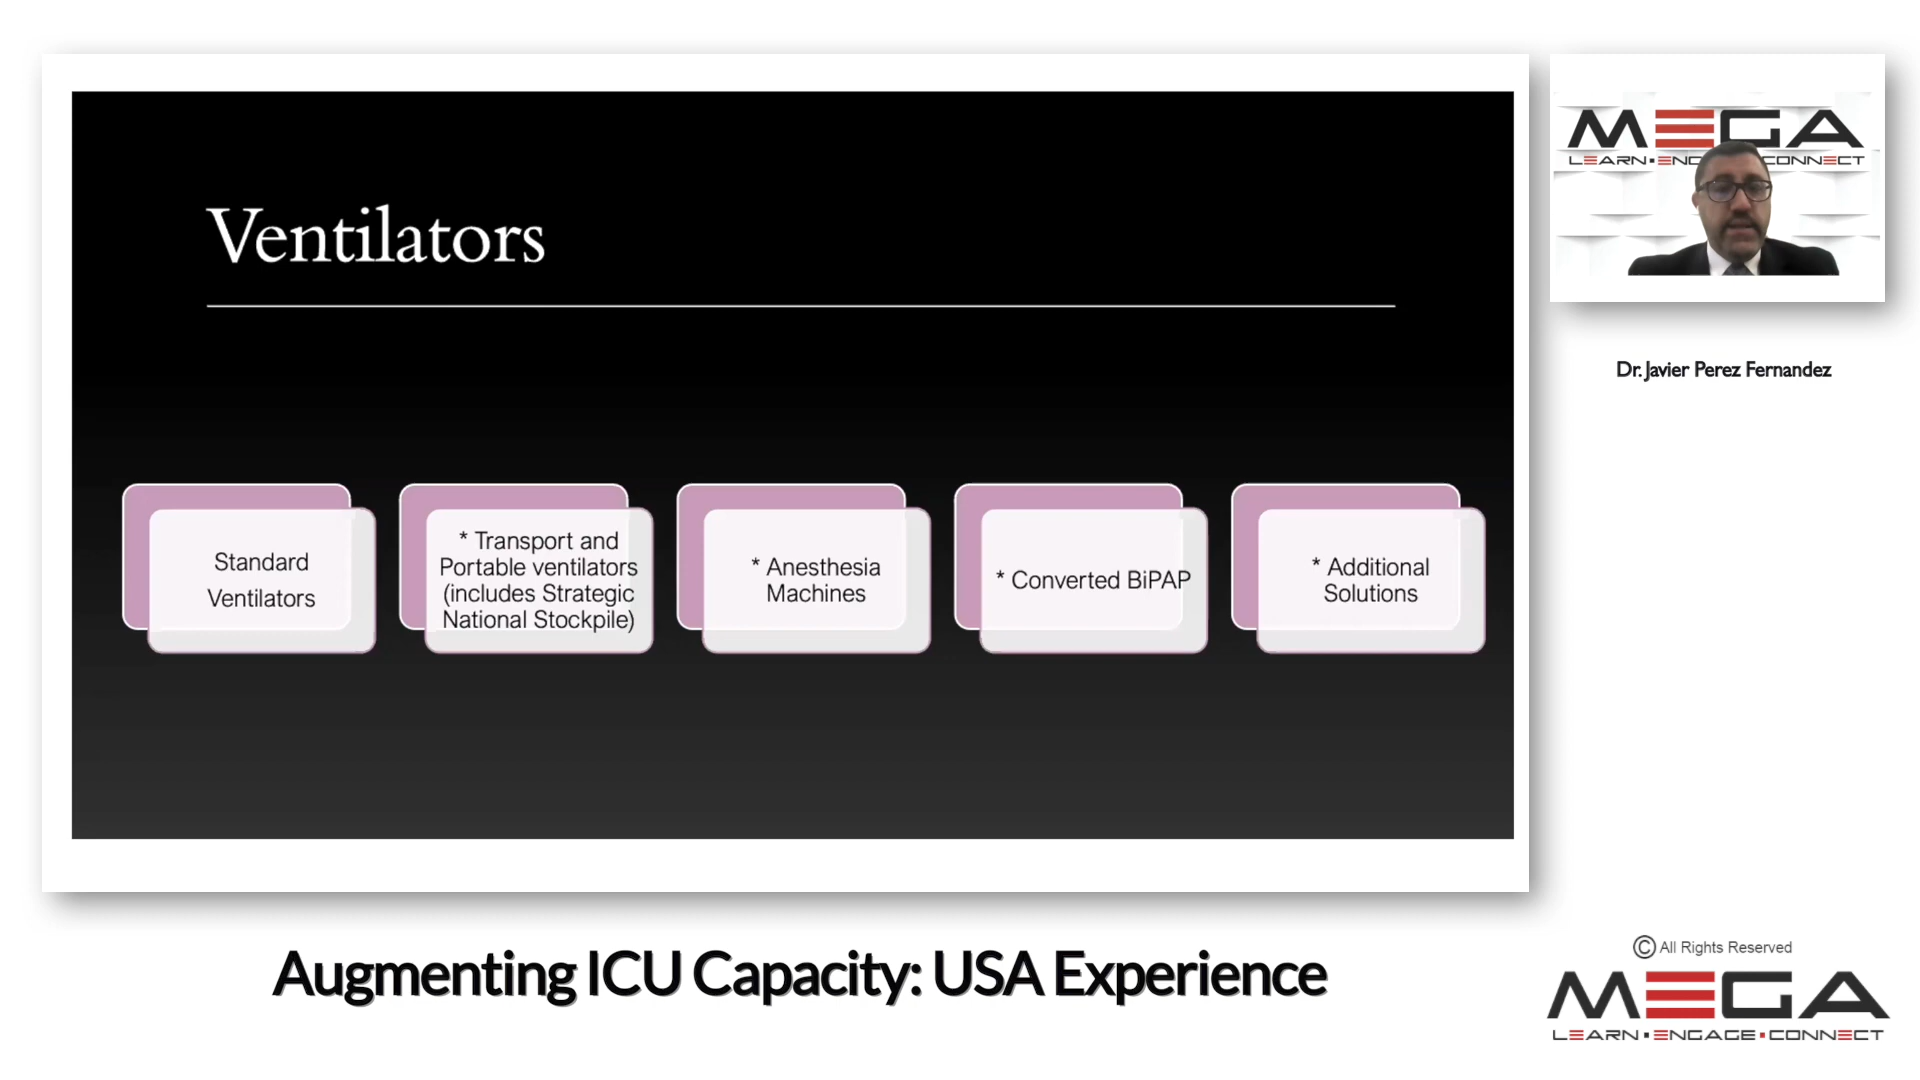 Ventilators
Standard
Ventilators
* Transport and
Portable ventilators
(includes Strategic
National Stockpile)
* Anesthesia
Machines
* Converted BiPAP
* Additional
Solutions
MEGA
LEARN▪ENG CONNECT
Dr. Javier Perez Fernandez
Augmenting ICU Capacity: USA Experience
© All Rights Reserved
MEGA
LEARN▪ENGAGE▪CONNECT